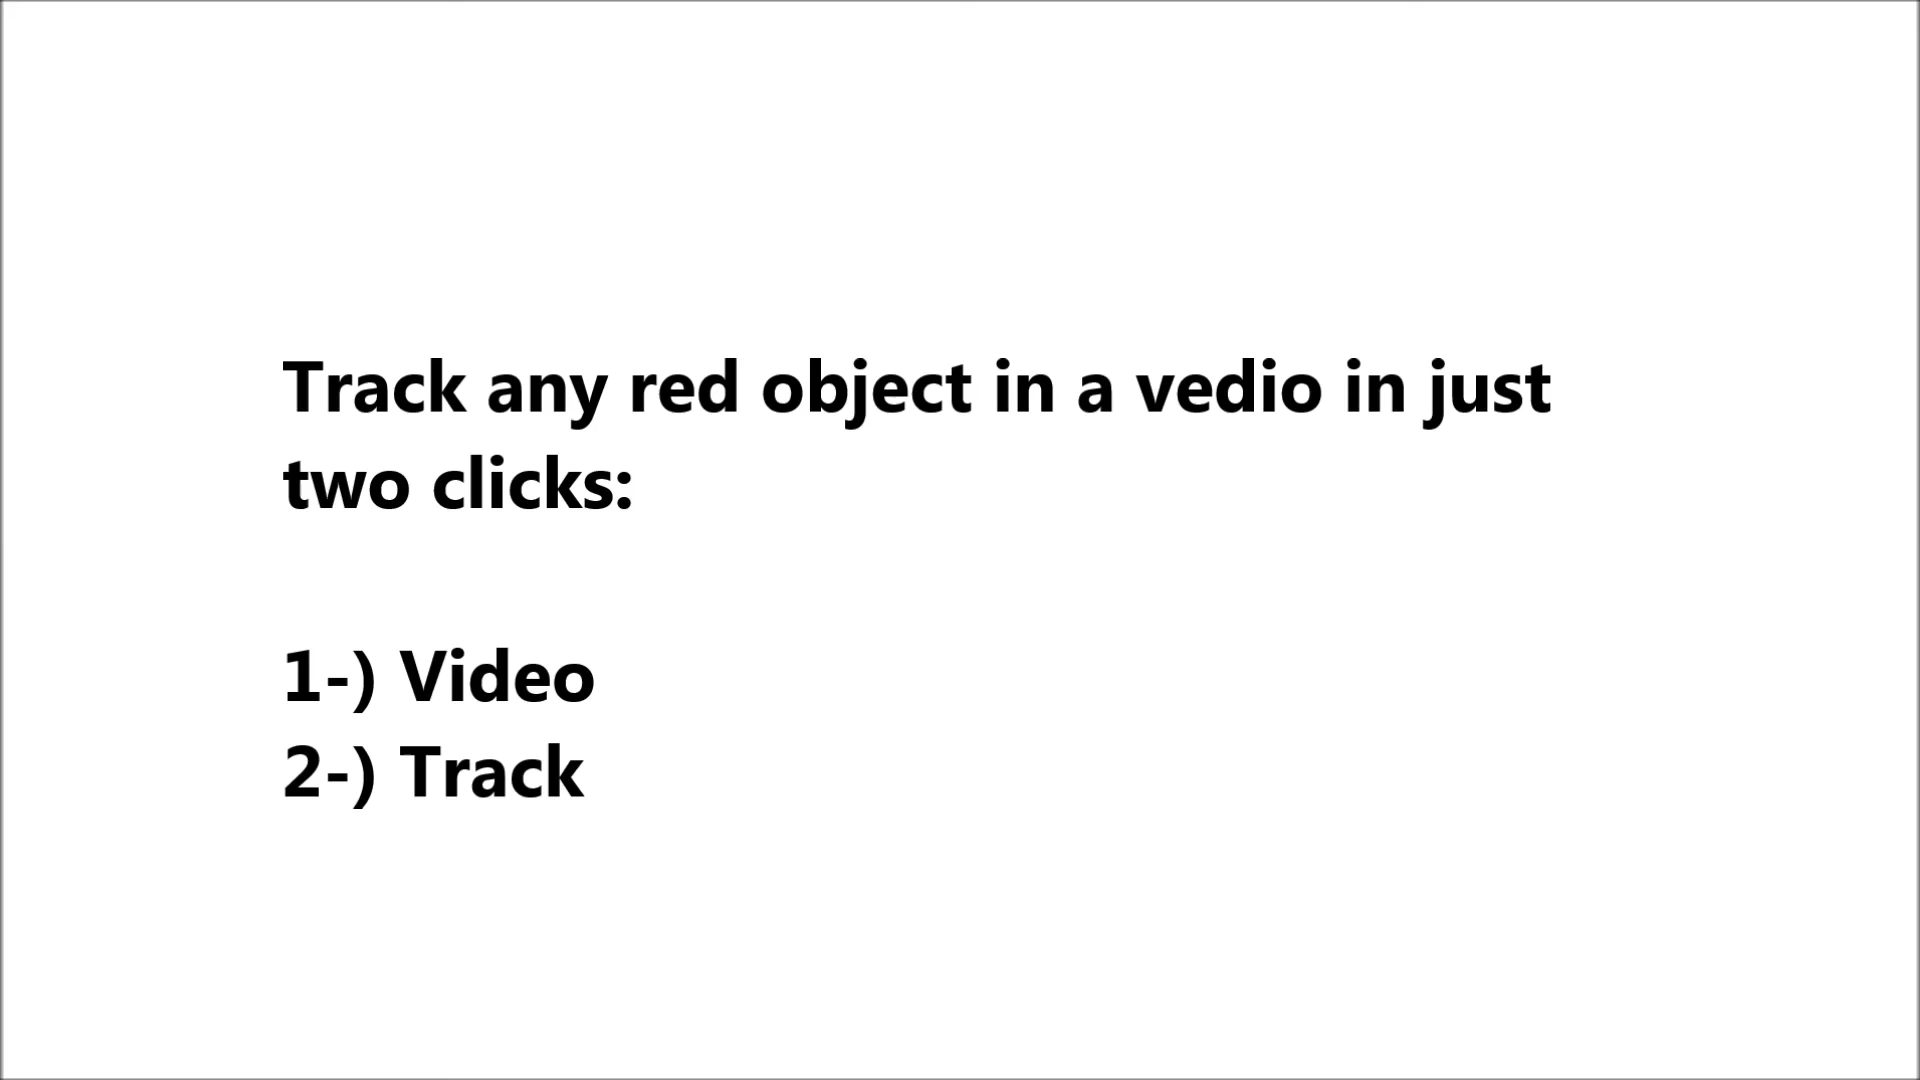 Track any red object in a vedio in just
two clicks:
1-) Video
2-) Track